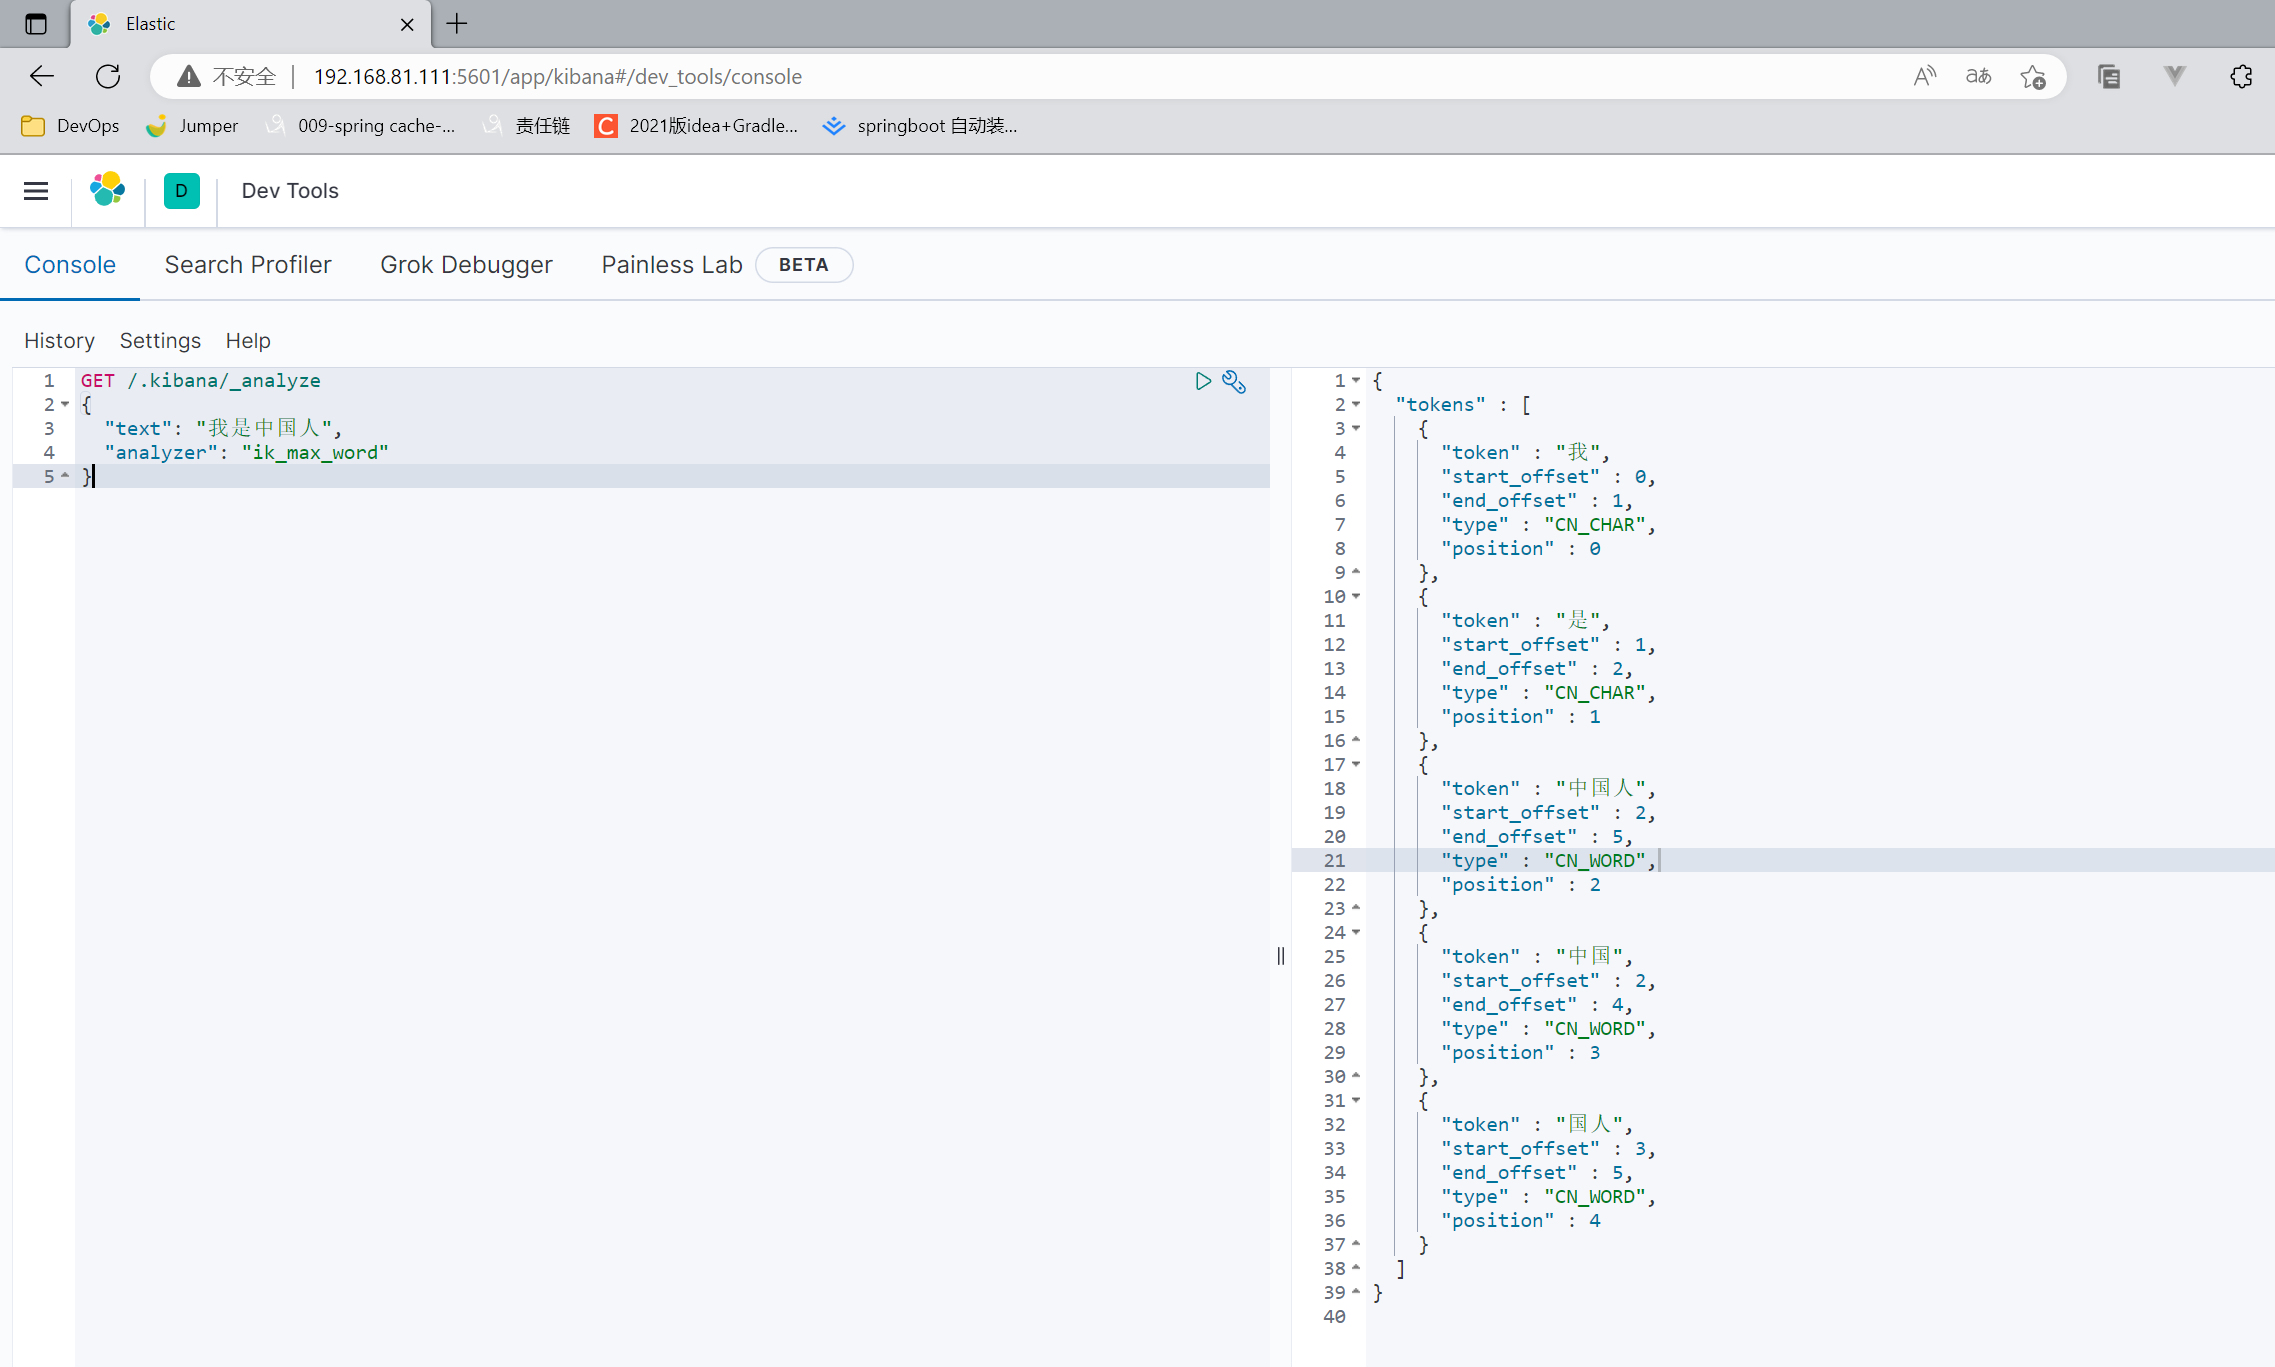 Elastic
不安全 192.168.81.111:5601/app/kibana#/dev_tools/console
DevOps Jumper 009-spring cache-... 责任链 2021版idea+Gradle... springboot 自动装...
D Dev Tools
Console Search Profiler Grok Debugger Painless Lab BETA
History Settings Help
1 GET /.kibana/_analyze
2 {
3 "text": "我是中国人",
4 "analyzer": "ik_max_word"
5 }
1 {
2 "tokens" : [
3 {
4 "token" : "我",
5 "start_offset" : 0,
6 "end_offset" : 1,
7 "type" : "CN_CHAR",
8 "position" : 0
9 },
10 {
11 "token" : "是",
12 "start_offset" : 1,
13 "end_offset" : 2,
14 "type" : "CN_CHAR",
15 "position" : 1
16 },
17 {
18 "token" : "中国人",
19 "start_offset" : 2,
20 "end_offset" : 5,
21 "type" : "CN_WORD",
22 "position" : 2
23 },
24 {
25 "token" : "中国",
26 "start_offset" : 2,
27 "end_offset" : 4,
28 "type" : "CN_WORD",
29 "position" : 3
30 },
31 {
32 "token" : "国人",
33 "start_offset" : 3,
34 "end_offset" : 5,
35 "type" : "CN_WORD",
36 "position" : 4
37 }
38 ]
39 }
40